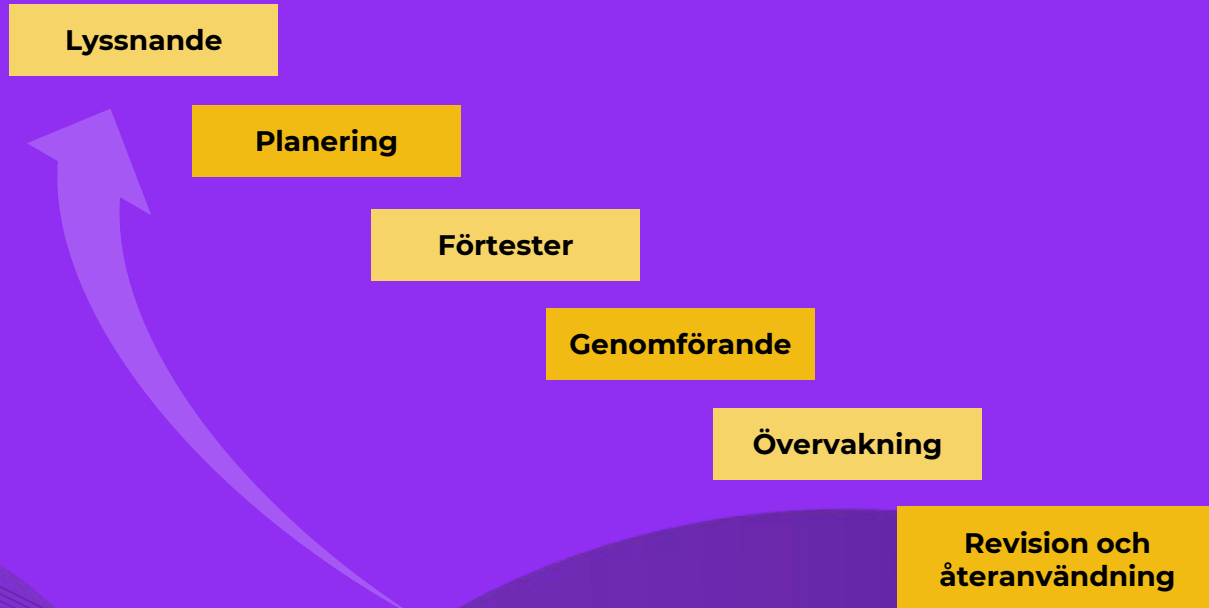 Lyssnande
Planering
Förtester
Genomförande
Övervakning
Revision och
återanvändning